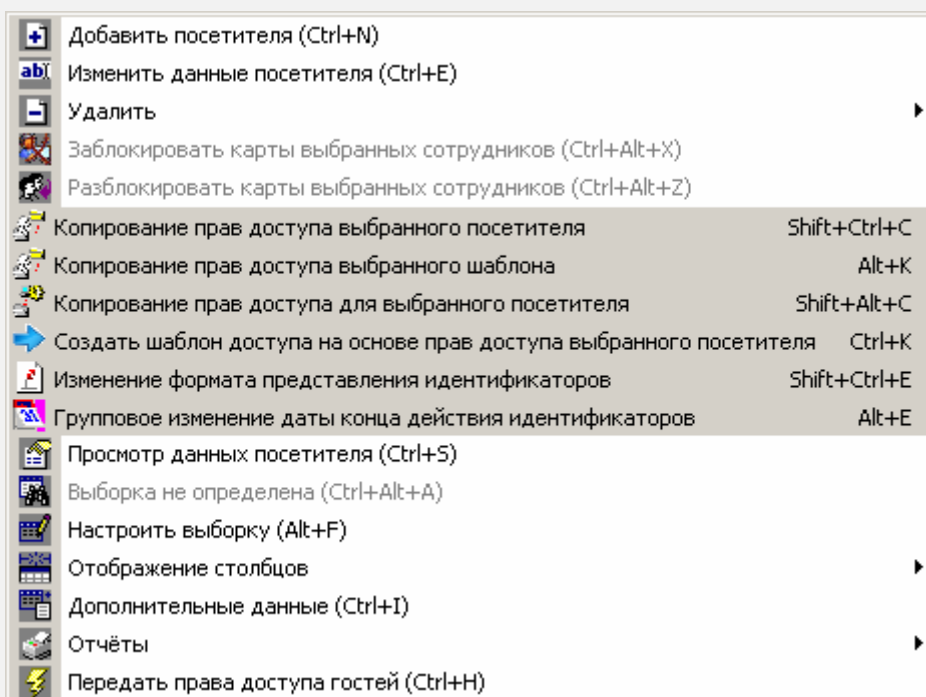 Добавить посетителя (Ctrl+N)
Изменить данные посетителя (Ctrl+E)
Удалить
Заблокировать карты выбранных сотрудников (Ctrl+Alt+X)
Разблокировать карты выбранных сотрудников (Ctrl+Alt+Z)
Копирование прав доступа выбранного посетителя Shift+Ctrl+C
Копирование прав доступа выбранного шаблона Alt+K
Копирование прав доступа для выбранного посетителя Shift+Alt+C
Создать шаблон доступа на основе прав доступа выбранного посетителя Ctrl+K
Изменение формата представления идентификаторов Shift+Ctrl+E
Групповое изменение даты конца действия идентификаторов Alt+E
Просмотр данных посетителя (Ctrl+S)
Выборка не определена (Ctrl+Alt+A)
Настроить выборку (Alt+F)
Отображение столбцов
Дополнительные данные (Ctrl+I)
Отчёты
Передать права доступа гостей (Ctrl+H)